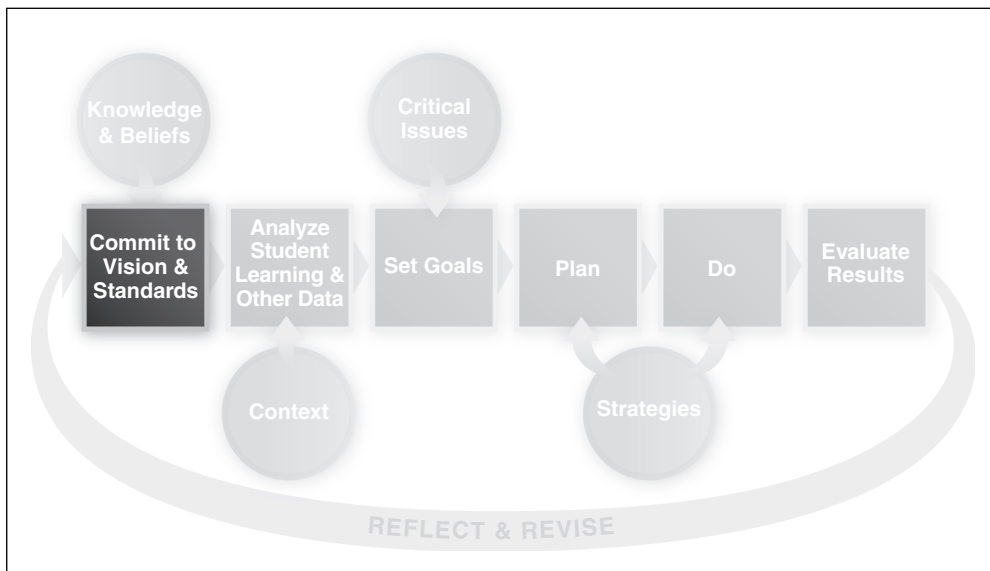 Knowledge
& Beliefs
Critical
Issues
Commit to
Vision &
Standards
Analyze
Student
Learning &
Other Data
Set Goals
Plan
Do
Evaluate
Results
Context
Strategies
REFLECT & REVISE